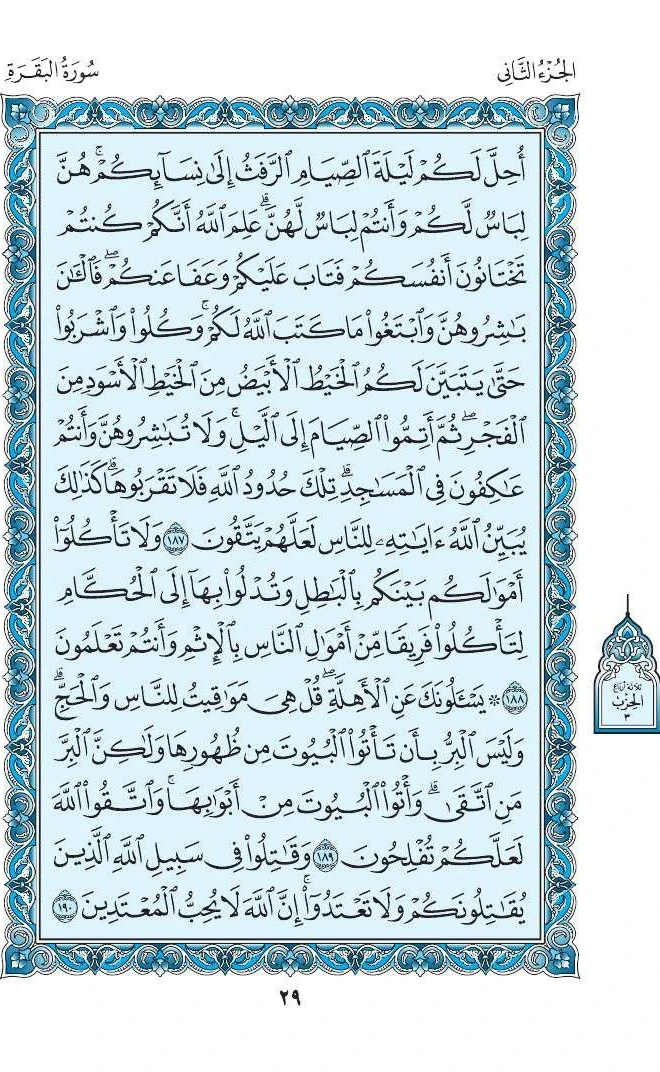 الجُزْءُ الثَّانِي
سُورَةُ البَقَرَةِ
أُحِلَّ لَكُمْ لَيْلَةَ ٱلصِّيَامِ ٱلرَّفَثُ إِلَىٰ نِسَآئِكُمْۚ هُنَّ
لِبَاسٌ لَّكُمْ وَأَنتُمْ لِبَاسٌ لَّهُنَّۗ عَلِمَ ٱللَّهُ أَنَّكُمْ كُنتُمْ
تَخْتَانُونَ أَنفُسَكُمْ فَتَابَ عَلَيْكُمْ وَعَفَا عَنكُمْۖ فَٱلْـَٰٔنَ
بَـٰشِرُوهُنَّ وَٱبْتَغُوا۟ مَا كَتَبَ ٱللَّهُ لَكُمْۚ وَكُلُوا۟ وَٱشْرَبُوا۟
حَتَّىٰ يَتَبَيَّنَ لَكُمُ ٱلْخَيْطُ ٱلْأَبْيَضُ مِنَ ٱلْخَيْطِ ٱلْأَسْوَدِ مِنَ
ٱلْفَجْرِۖ ثُمَّ أَتِمُّوا۟ ٱلصِّيَامَ إِلَى ٱلَّيْلِۚ وَلَا تُبَـٰشِرُوهُنَّ وَأَنتُمْ
عَـٰكِفُونَ فِى ٱلْمَسَـٰجِدِۗ تِلْكَ حُدُودُ ٱللَّهِ فَلَا تَقْرَبُوهَاۗ كَذَٰلِكَ
يُبَيِّنُ ٱللَّهُ ءَايَـٰتِهِۦ لِلنَّاسِ لَعَلَّهُمْ يَتَّقُونَ ١٨٧ وَلَا تَأْكُلُوٓا۟
أَمْوَٰلَكُم بَيْنَكُم بِٱلْبَـٰطِلِ وَتُدْلُوا۟ بِهَآ إِلَى ٱلْحُكَّامِ
لِتَأْكُلُوا۟ فَرِيقًا مِّنْ أَمْوَٰلِ ٱلنَّاسِ بِٱلْإِثْمِ وَأَنتُمْ تَعْلَمُونَ
١٨٨ ۞ يَسْـَٔلُونَكَ عَنِ ٱلْأَهِلَّةِۖ قُلْ هِىَ مَوَٰقِيتُ لِلنَّاسِ وَٱلْحَجِّۗ
وَلَيْسَ ٱلْبِرُّ بِأَن تَأْتُوا۟ ٱلْبُيُوتَ مِن ظُهُورِهَا وَلَـٰكِنَّ ٱلْبِرَّ
مَنِ ٱتَّقَىٰۗ وَأْتُوا۟ ٱلْبُيُوتَ مِنْ أَبْوَٰبِهَاۚ وَٱتَّقُوا۟ ٱللَّهَ
لَعَلَّكُمْ تُفْلِحُونَ ١٨٩ وَقَـٰتِلُوا۟ فِى سَبِيلِ ٱللَّهِ ٱلَّذِينَ
يُقَـٰتِلُونَكُمْ وَلَا تَعْتَدُوٓا۟ۚ إِنَّ ٱللَّهَ لَا يُحِبُّ ٱلْمُعْتَدِينَ ١٩٠
ثلاثة أرباع
الحِزْب
٣
٢٩